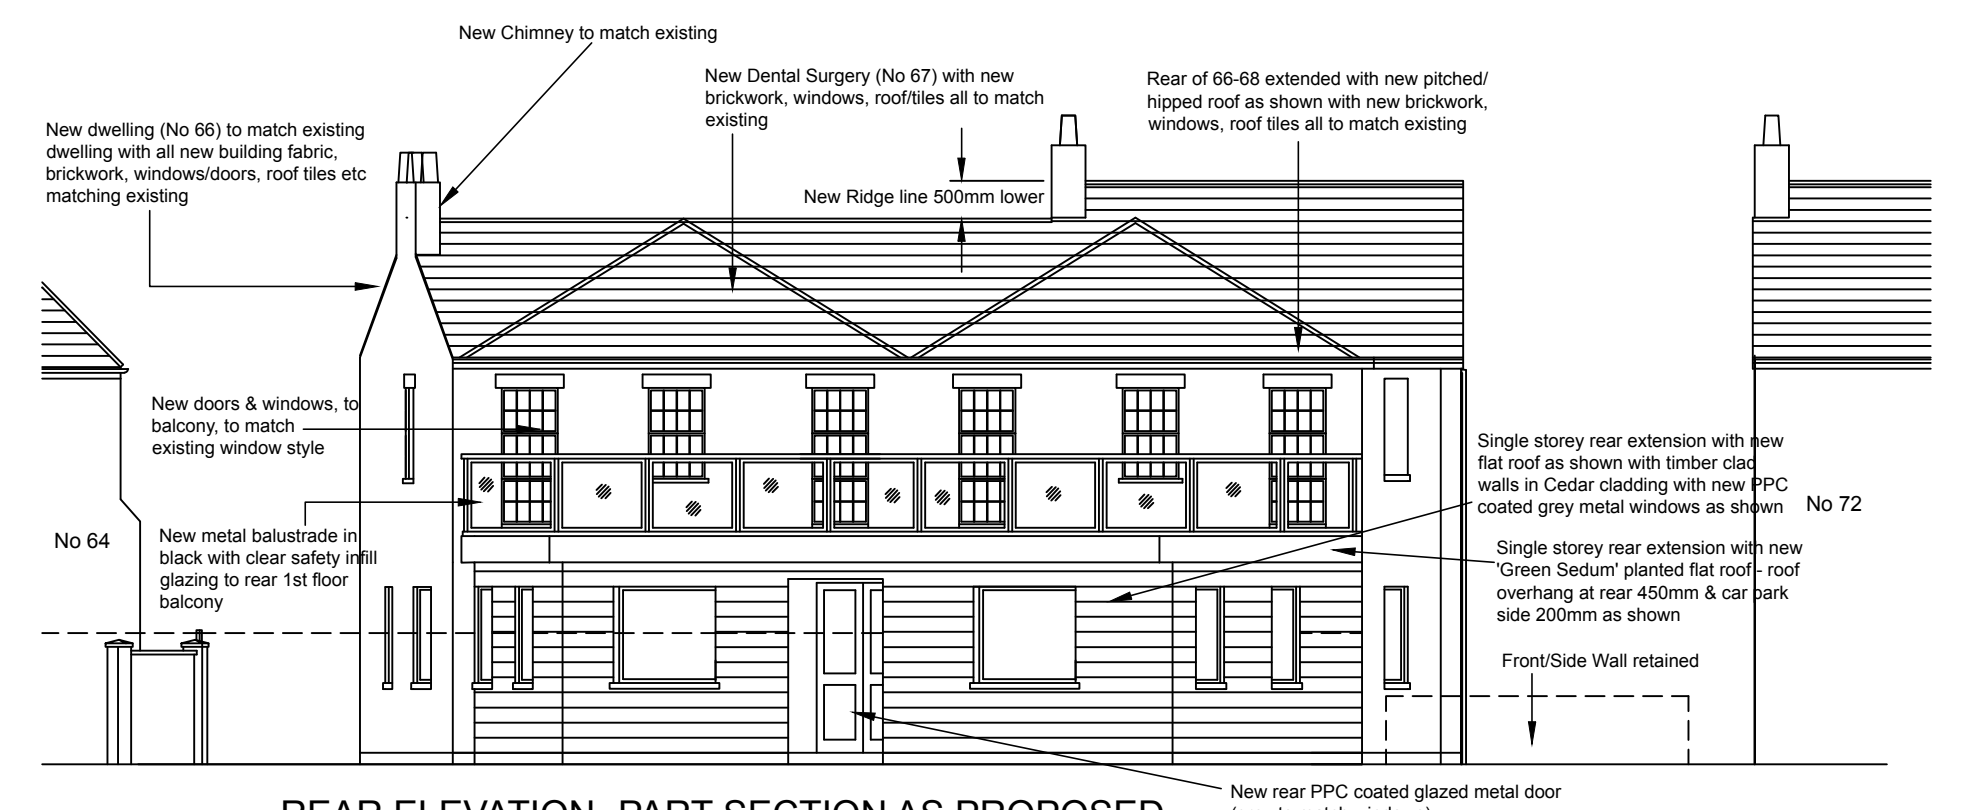 New Chimney to match existing
New Dental Surgery (No 67) with new
brickwork, windows, roof/tiles all to match
existing
Rear of 66-68 extended with new pitched/
hipped roof as shown with new brickwork,
windows, roof tiles all to match existing
New dwelling (No 66) to match existing
dwelling with all new building fabric,
brickwork, windows/doors, roof tiles etc
matching existing
New Ridge line 500mm lower
New doors & windows, to
balcony, to match
existing window style
Single storey rear extension with new
flat roof as shown with timber clad
walls in Cedar cladding with new PPC
coated grey metal windows as shown
No 72
No 64
New metal balustrade in
black with clear safety infill
glazing to rear 1st floor
balcony
Single storey rear extension with new
'Green Sedum' planted flat roof - roof
overhang at rear 450mm & car park
side 200mm as shown
Front/Side Wall retained
New rear PPC coated glazed metal door
REAR ELEVATION- PART SECTION AS PROPOSED